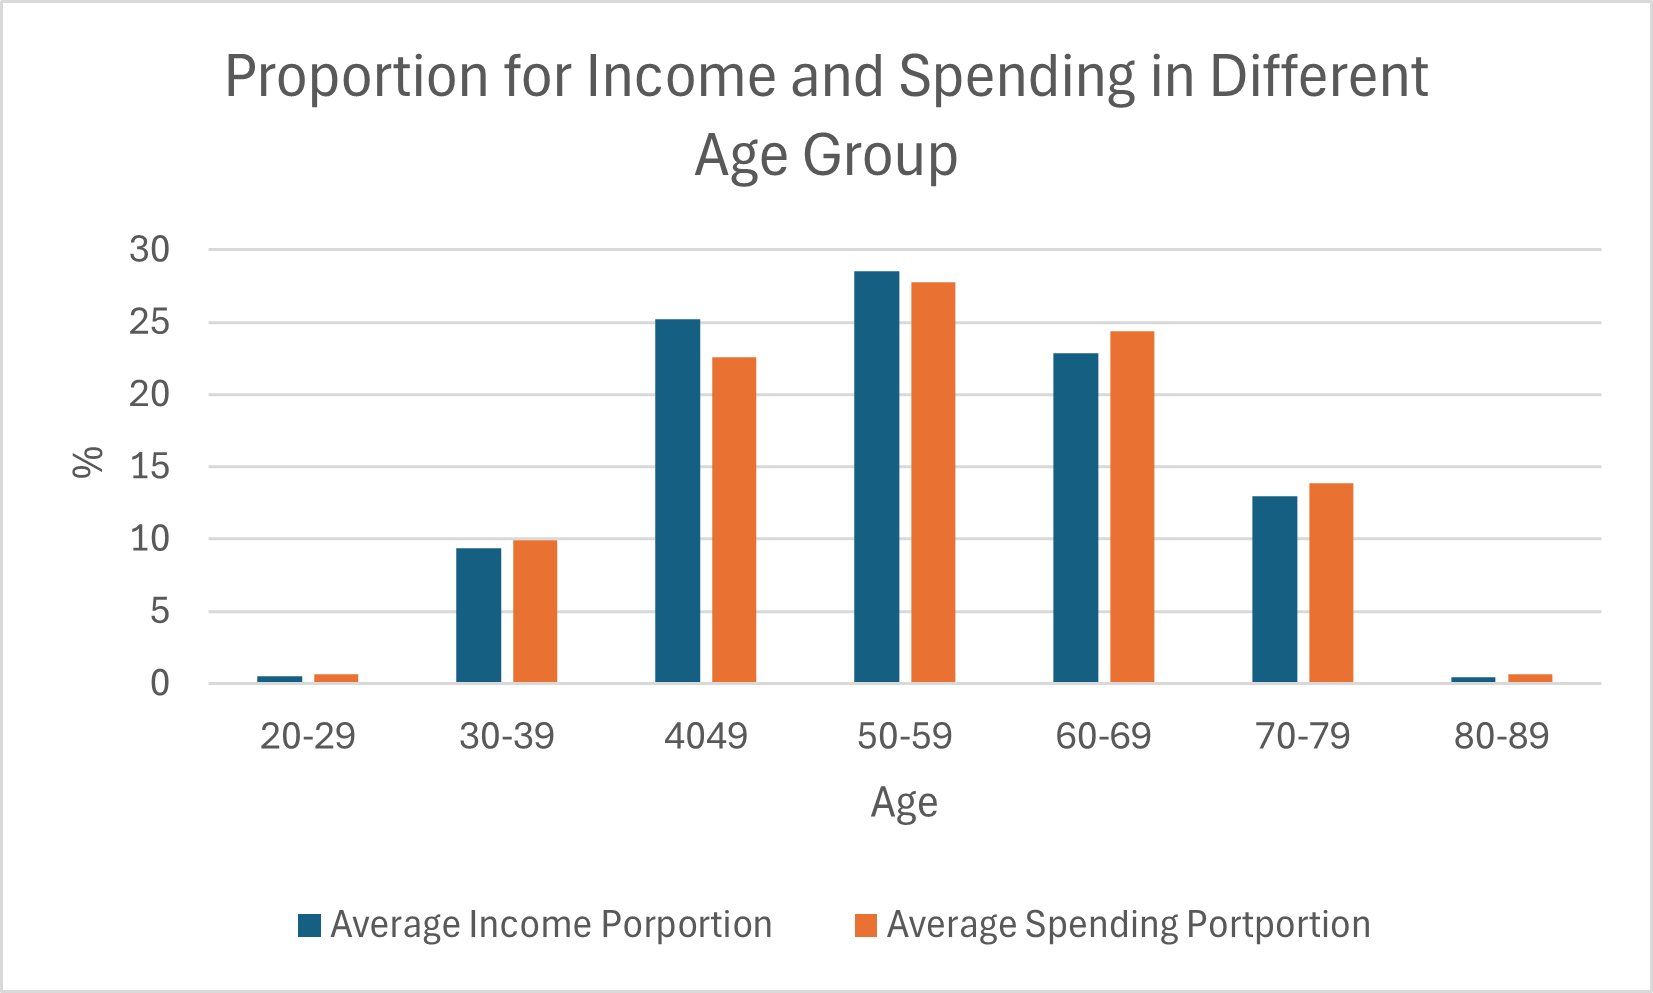 Proportion for Income and Spending in Different
Age Group
30
25
20
15
10
5
0
%
20-29 30-39 4049 50-59 60-69 70-79 80-89
Age
Average Income Porportion Average Spending Portportion